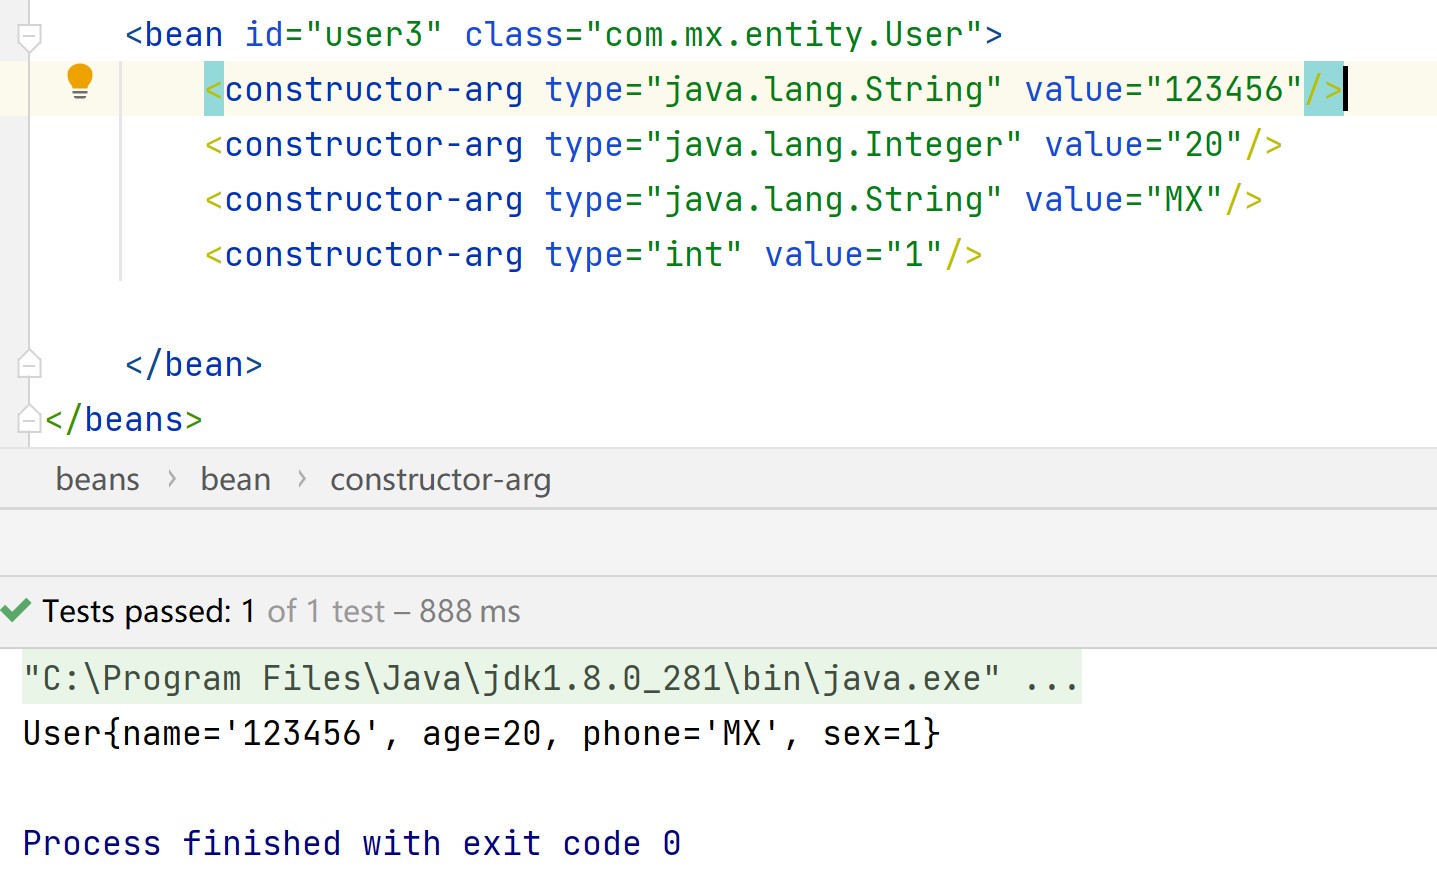 <bean id="user3" class="com.mx.entity.User">
<constructor-arg type="java.lang.String" value="123456"/>
<constructor-arg type="java.lang.Integer" value="20"/>
<constructor-arg type="java.lang.String" value="MX"/>
<constructor-arg type="int" value="1"/>
</bean>
</beans>
beans › bean › constructor-arg
Tests passed: 1 of 1 test – 888 ms
"C:\Program Files\Java\jdk1.8.0_281\bin\java.exe" ...
User{name='123456', age=20, phone='MX', sex=1}
Process finished with exit code 0